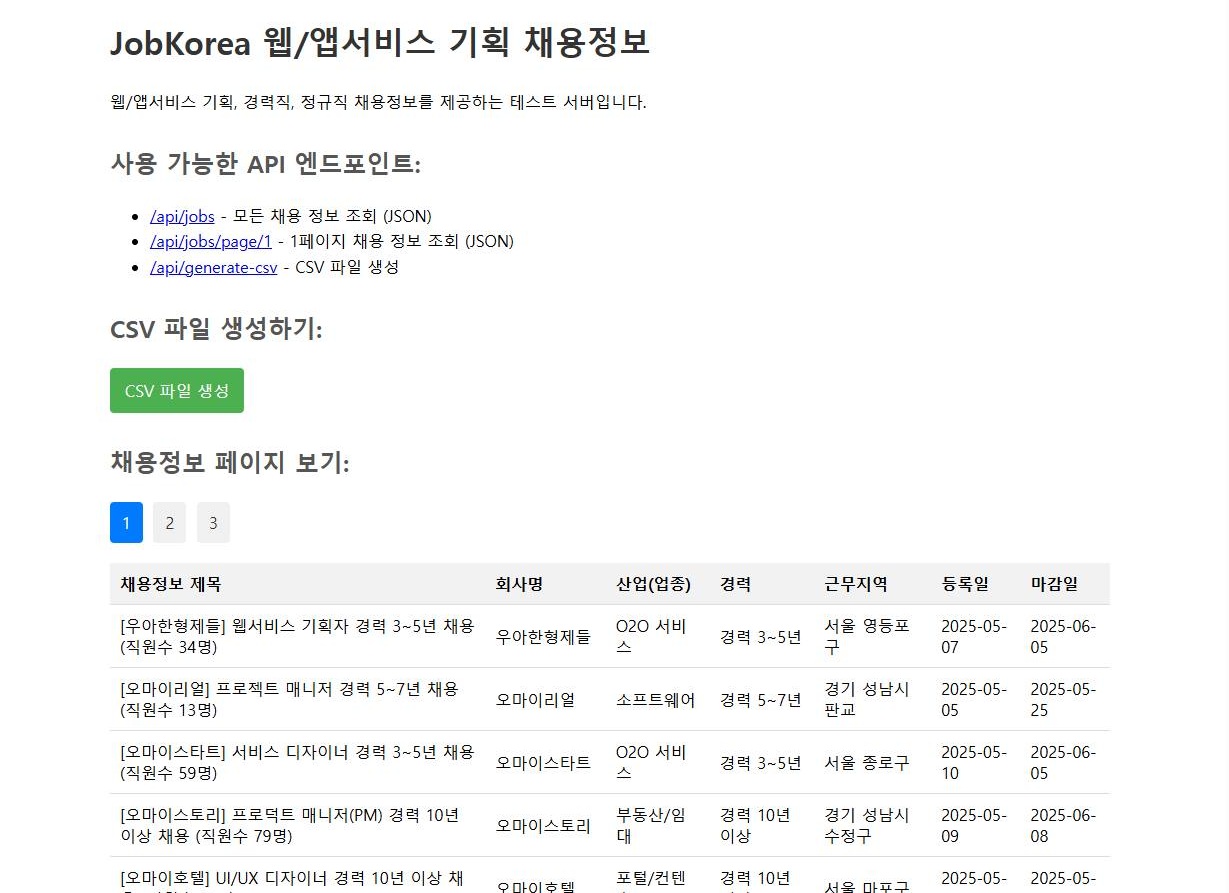 JobKorea 웹/앱서비스 기획 채용정보
웹/앱서비스 기획, 경력직, 정규직 채용정보를 제공하는 테스트 서버입니다.
사용 가능한 API 엔드포인트:
• /api/jobs - 모든 채용 정보 조회 (JSON)
• /api/jobs/page/1 - 1페이지 채용 정보 조회 (JSON)
• /api/generate-csv - CSV 파일 생성
CSV 파일 생성하기:
CSV 파일 생성
채용정보 페이지 보기:
1 2 3
채용정보 제목 회사명 산업(업종) 경력 근무지역 등록일 마감일
[우아한형제들] 웹서비스 기획자 경력 3~5년 채용
(직원수 34명)
우아한형제들
O2O 서비
스
경력 3~5년
서울 영등포
구
2025-05-
07
2025-06-
05
[오마이리얼] 프로젝트 매니저 경력 5~7년 채용
(직원수 13명)
오마이리얼
소프트웨어
경력 5~7년
경기 성남시
판교
2025-05-
05
2025-05-
25
[오마이스타트] 서비스 디자이너 경력 3~5년 채용
(직원수 59명)
오마이스타트
O2O 서비
스
경력 3~5년
서울 종로구
2025-05-
10
2025-06-
05
[오마이스토리] 프로덕트 매니저(PM) 경력 10년
이상 채용 (직원수 79명)
오마이스토리
부동산/임
대
경력 10년
이상
경기 성남시
수정구
2025-05-
09
2025-06-
08
[오마이호텔] UI/UX 디자이너 경력 10년 이상 채
오마이호텔
포털/컨텐
경력 10년
서울 마포구
2025-05-
2025-05-